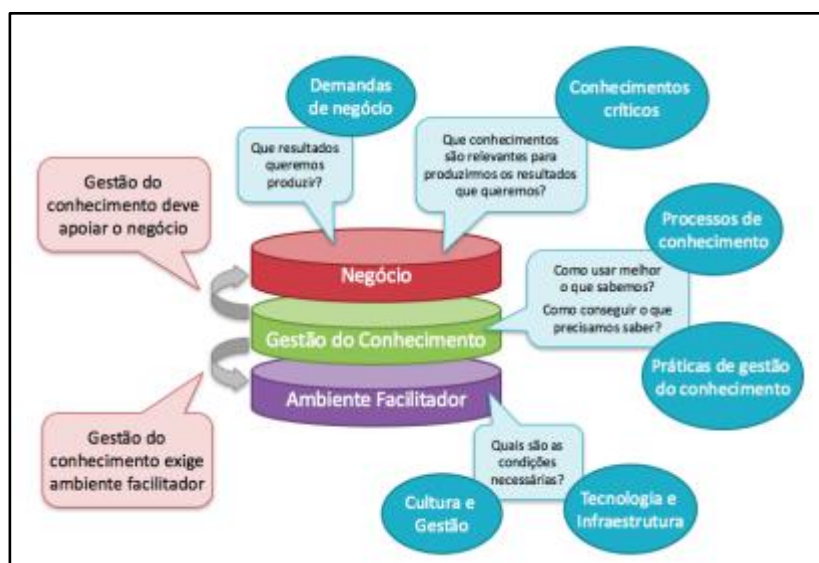 Demandas
de negócio
Conhecimentos
críticos
Que resultados
queremos
produzir?
Que conhecimentos
são relevantes para
produzirmos os resultados
que queremos?
Gestão do
conhecimento deve
apoiar o negócio
Processos de
conhecimento
Negócio
Como usar melhor
o que sabemos?
Como conseguir o que
precisamos saber?
Gestão do Conhecimento
Práticas de gestão
do conhecimento
Ambiente Facilitador
Gestão do
conhecimento exige
ambiente facilitador
Quais são as
condições
necessárias?
Cultura e
Gestão
Tecnologia e
Infraestrutura